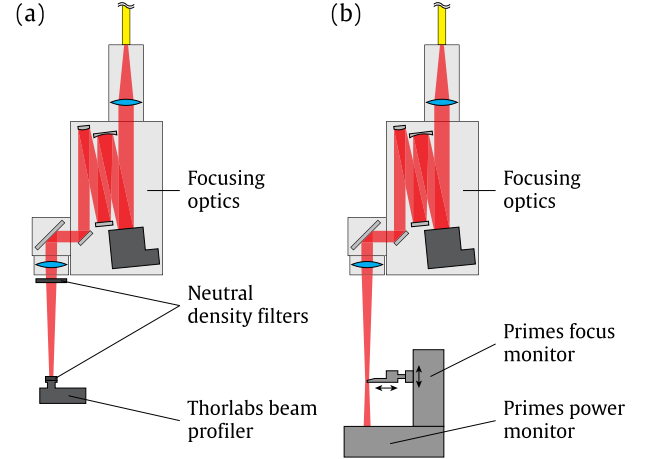 (a)
Focusing
optics
Neutral
density filters
Thorlabs beam
profiler
(b)
Focusing
optics
Primes focus
monitor
Primes power
monitor